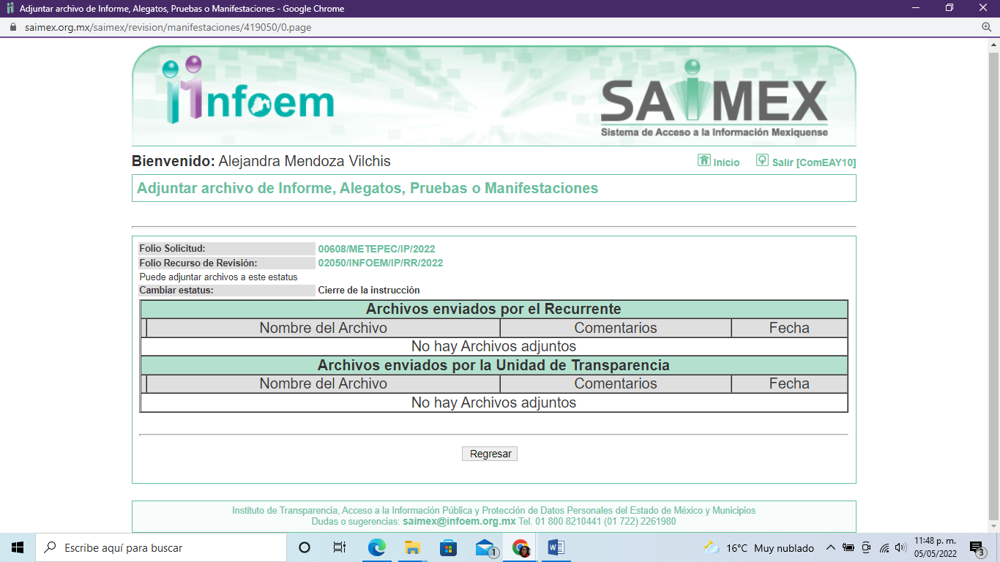 Adjuntar archivo de Informe, Alegatos, Pruebas o Manifestaciones - Google Chrome
saimex.org.mx/saimex/revision/manifestaciones/419050/0.page
infoem
SAIMEX
Sistema de Acceso a la Información Mexiquense
Bienvenido: Alejandra Mendoza Vilchis
Inicio Salir [ComEAY10]
Adjuntar archivo de Informe, Alegatos, Pruebas o Manifestaciones
Folio Solicitud: 00608/METEPEC/IP/2022
Folio Recurso de Revisión: 02050/INFOEM/IP/RR/2022
Puede adjuntar archivos a este estatus
Cambiar estatus: Cierre de la instrucción
Archivos enviados por el Recurrente
Nombre del Archivo Comentarios Fecha
No hay Archivos adjuntos
Archivos enviados por la Unidad de Transparencia
Nombre del Archivo Comentarios Fecha
No hay Archivos adjuntos
Regresar
Instituto de Transparencia, Acceso a la Información Pública y Protección de Datos Personales del Estado de México y Municipios
Dudas o sugerencias: saimex@infoem.org.mx Tel. 01 800 8210441 (01 722) 2261980
Escribe aquí para buscar
1
16°C Muy nublado
11:48 p. m.
05/05/2022
3